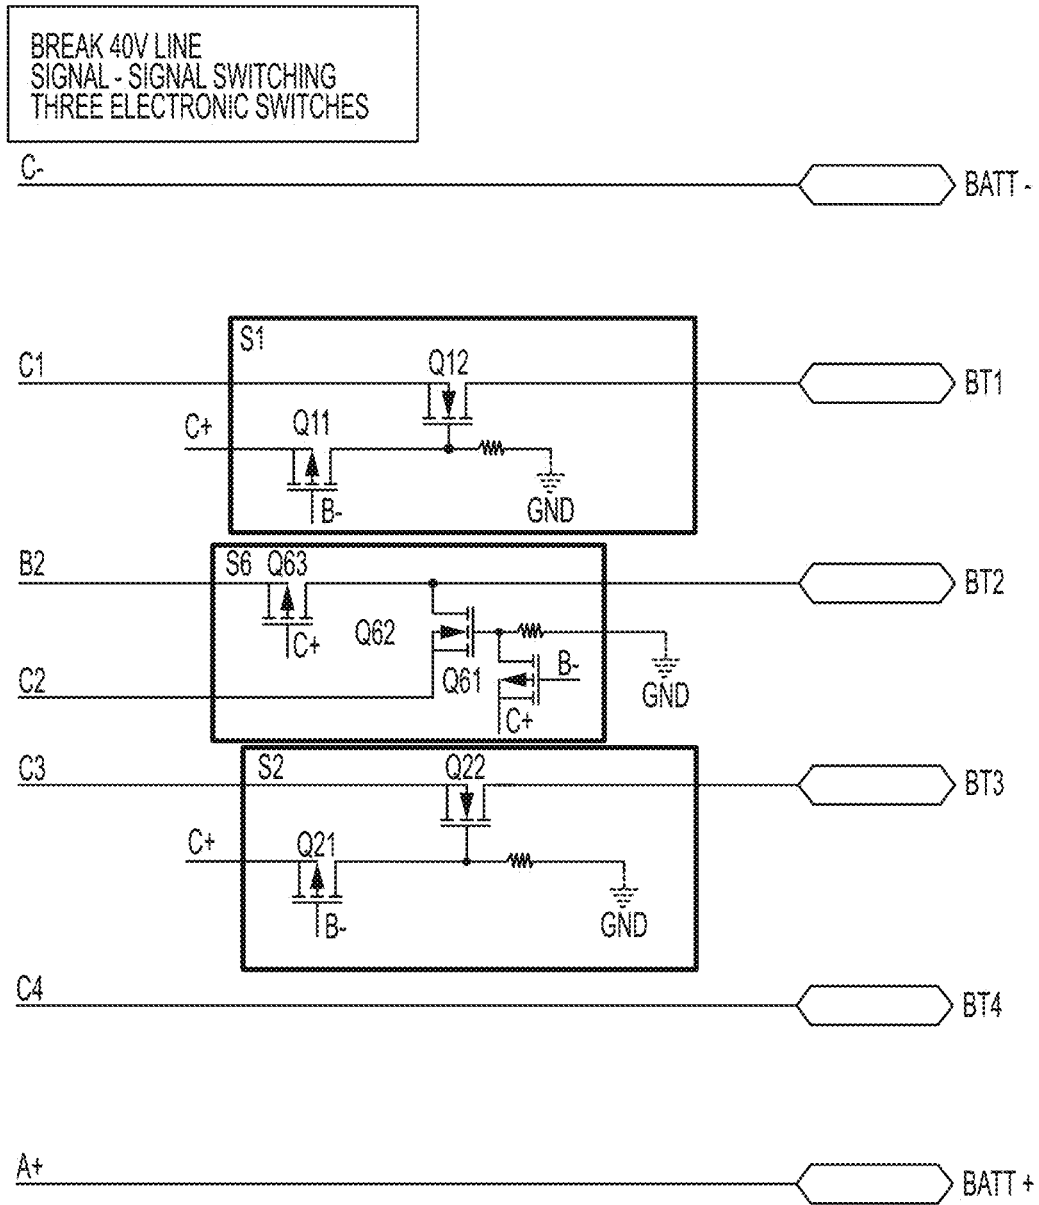 BREAK 40V LINE
SIGNAL - SIGNAL SWITCHING
THREE ELECTRONIC SWITCHES
C-
BATT -
S1
C1
Q12
BT1
C+
Q11
B-
GND
B2
S6
Q63
BT2
C+
Q62
Q61
B-
C2
C+
GND
C3
S2
Q22
BT3
C+
Q21
B-
GND
C4
BT4
A+
BATT +